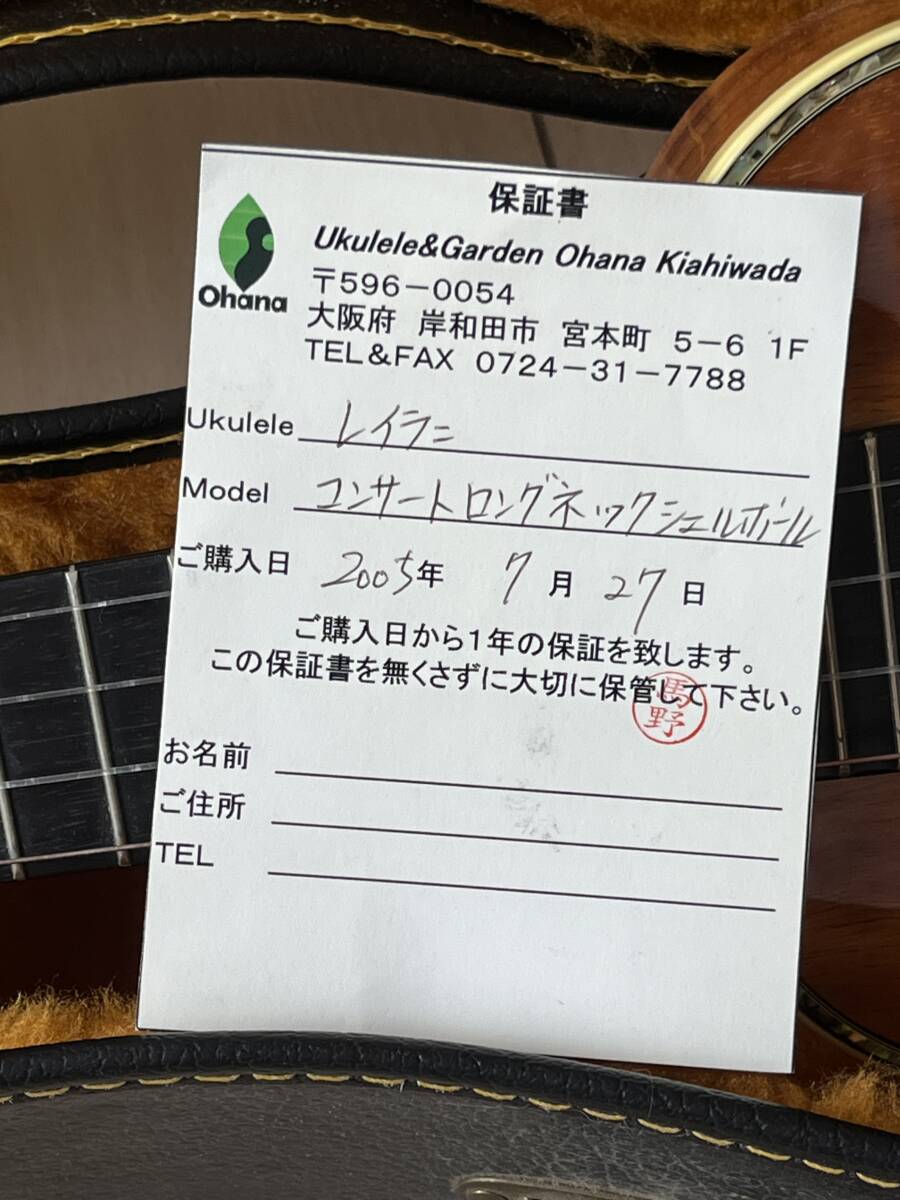 保証書
Ohana
Ukulele&Garden Ohana Kiahiwada
〒596-0054
大阪府 岸和田市 宮本町 5-6 1F
TEL&FAX 0724-31-7788
Ukulele レイラニ
Model コンサートロングネックシェルボール
ご購入日 2005年 7月 27日
ご購入日から1年の保証を致します。
この保証書を無くさずに大切に保管して下さい。
馬野
お名前
ご住所
TEL